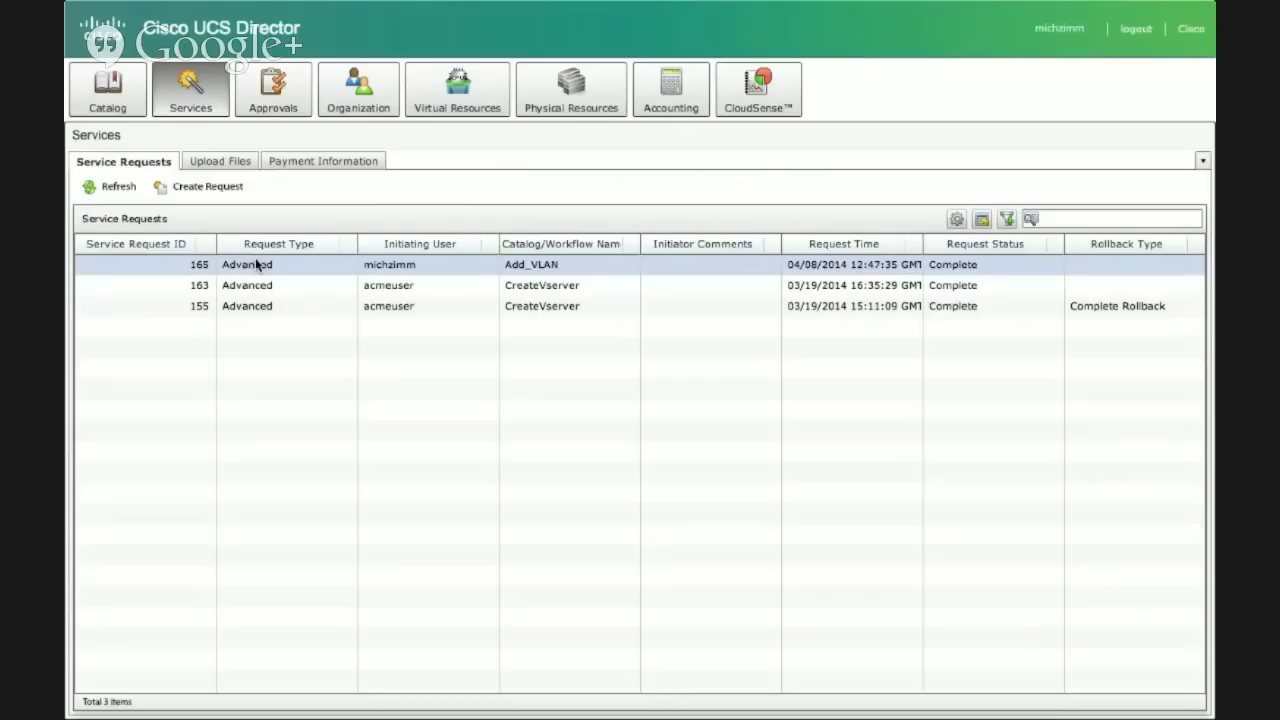 Cisco UCS Director
Google+
michzimm | logout | Cisco
Catalog Services Approvals Organization Virtual Resources Physical Resources Accounting CloudSense™
Services
Service Requests Upload Files Payment Information
Refresh Create Request
Service Requests
Service Request ID Request Type Initiating User Catalog/Workflow Nam Initiator Comments Request Time Request Status Rollback Type
165 Advanced michzimm Add_VLAN 04/08/2014 12:47:35 GMT Complete
163 Advanced acmeuser CreateVserver 03/19/2014 16:35:29 GMT Complete
155 Advanced acmeuser CreateVserver 03/19/2014 15:11:09 GMT Complete Complete Rollback
Total 3 items